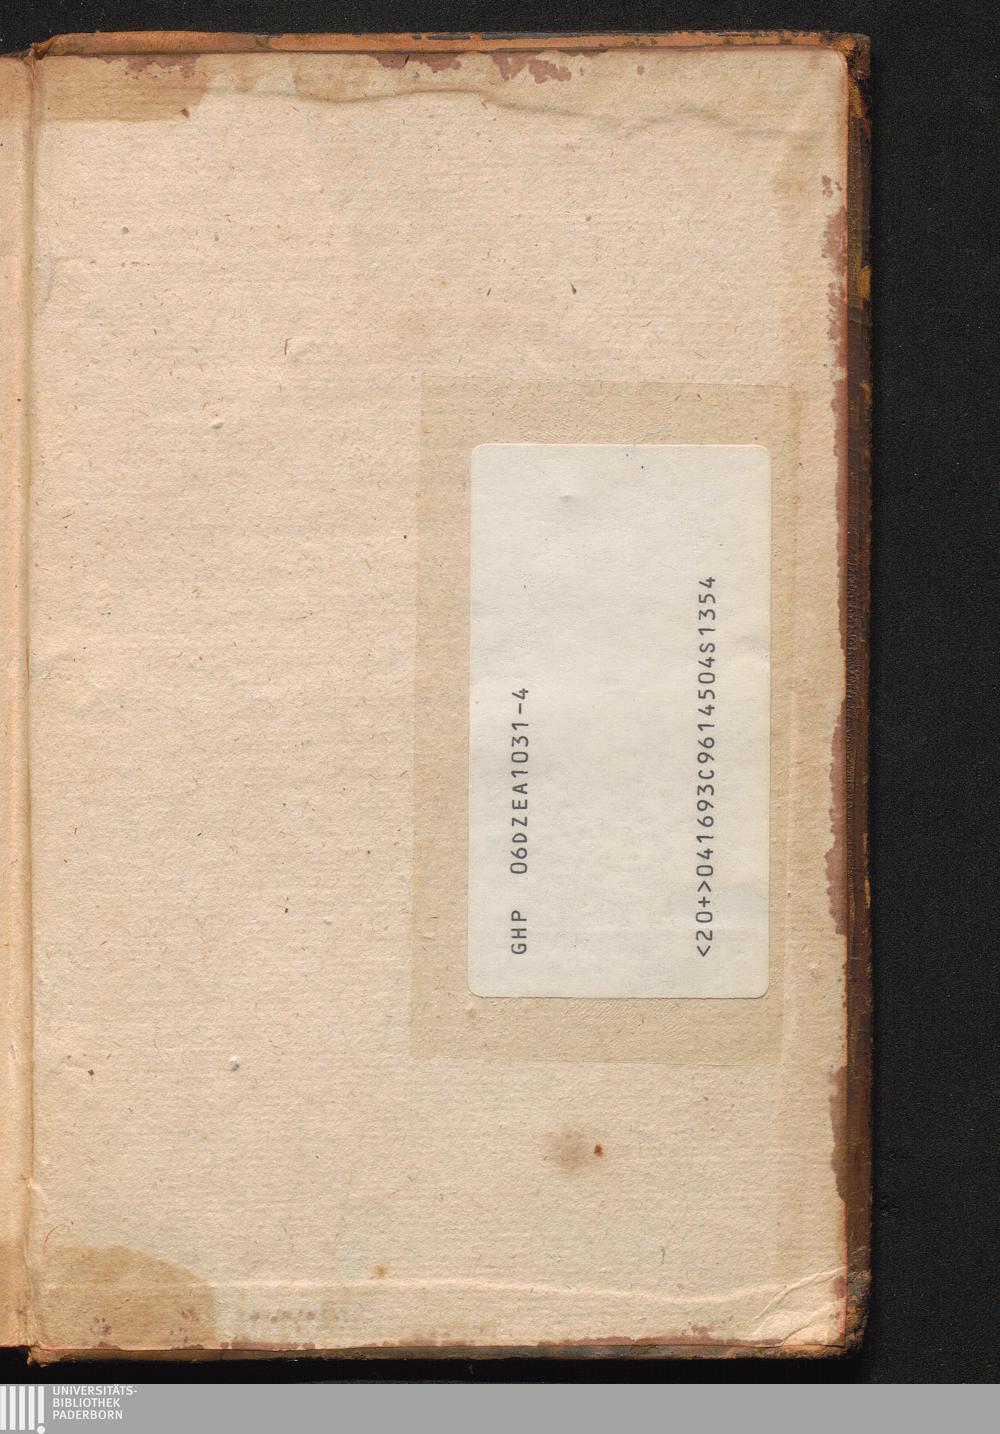 GHP 06DZEA1031-4
<20+>041693C9614504S1354
UNIVERSITÄTS-
BIBLIOTHEK
PADERBORN